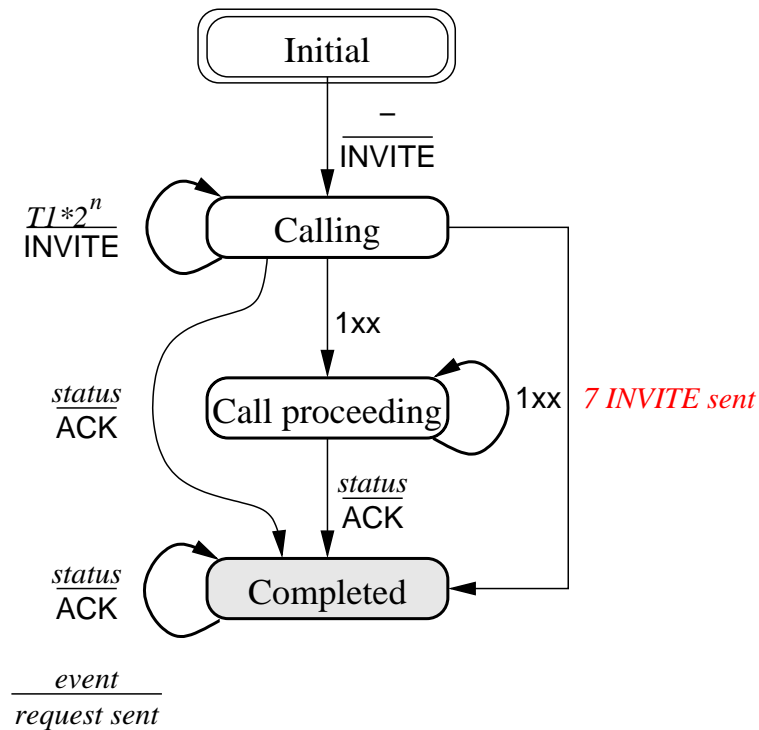 Initial
–
INVITE
T1*2^n
INVITE
Calling
1xx
status
ACK
Call proceeding
1xx
7 INVITE sent
status
ACK
status
ACK
Completed
event
request sent